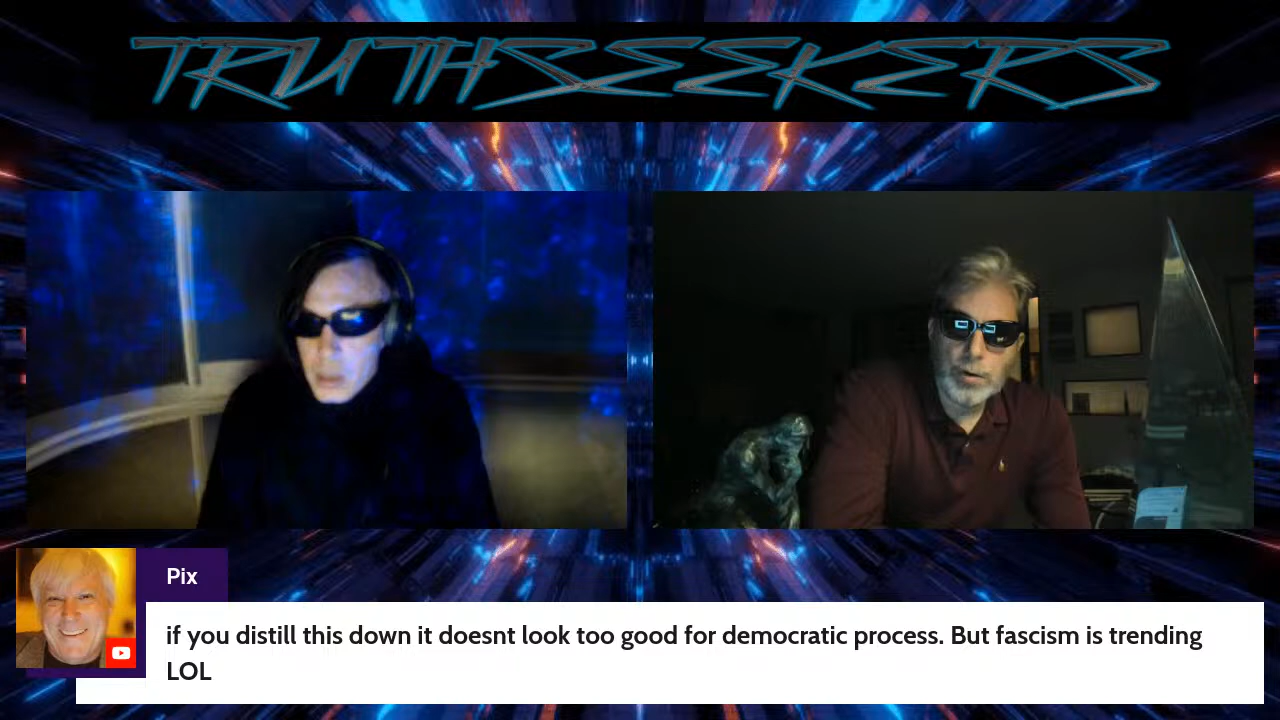 TRUTHSEEKERS
Pix
if you distill this down it doesnt look too good for democratic process. But fascism is trending
LOL